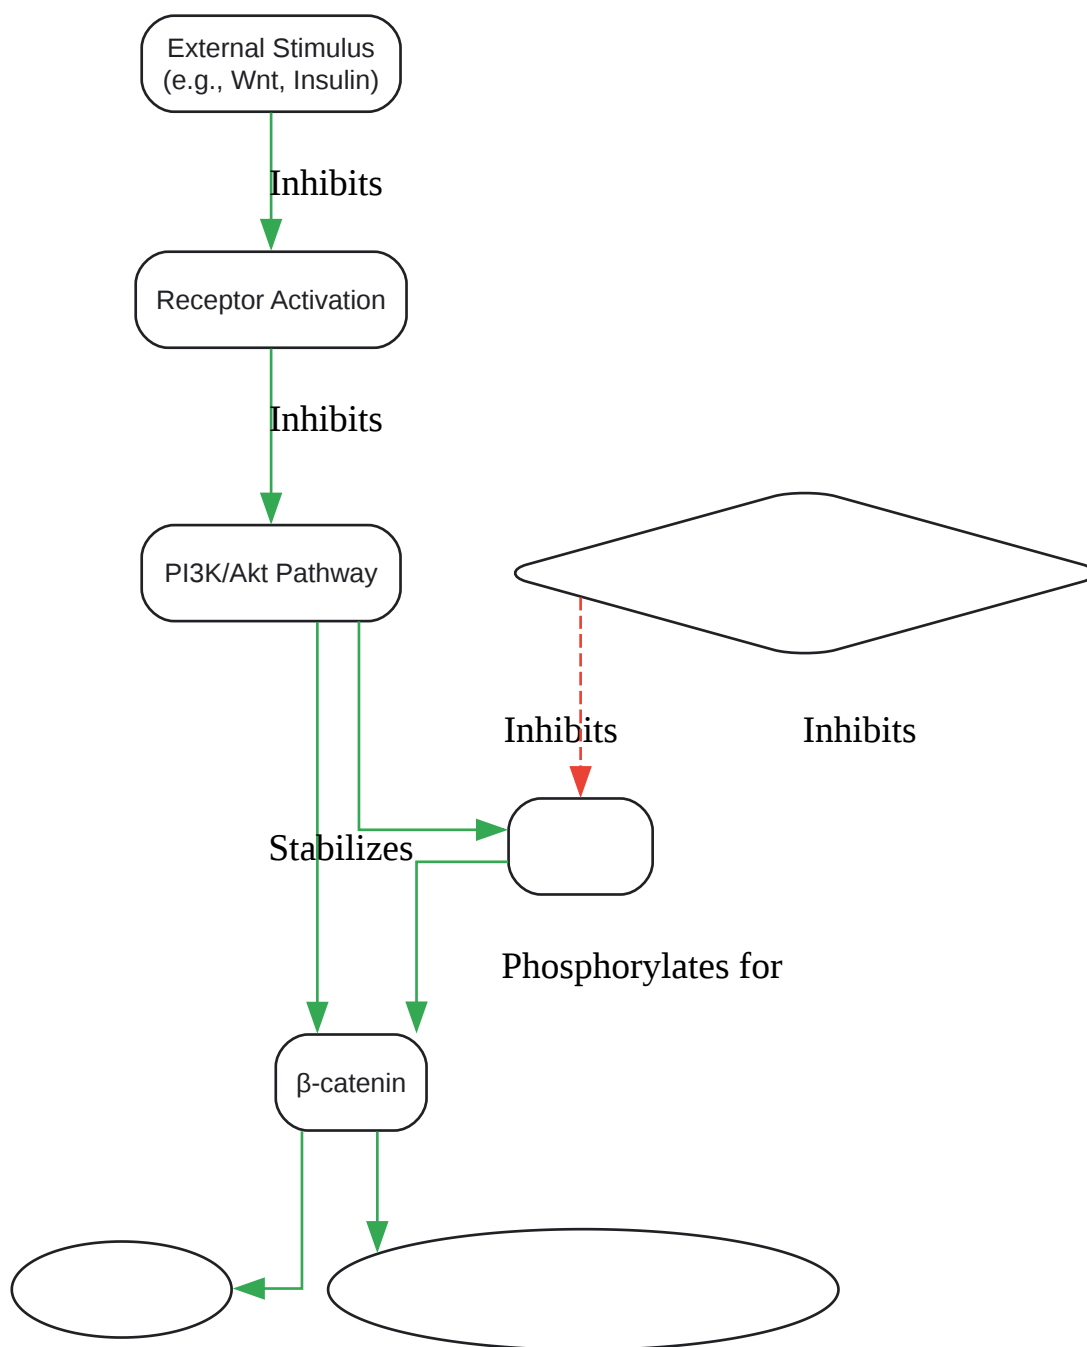 External Stimulus
(e.g., Wnt, Insulin)
Inhibits
Receptor Activation
Inhibits
PI3K/Akt Pathway
Inhibits
Inhibits
Stabilizes
Phosphorylates for
β-catenin